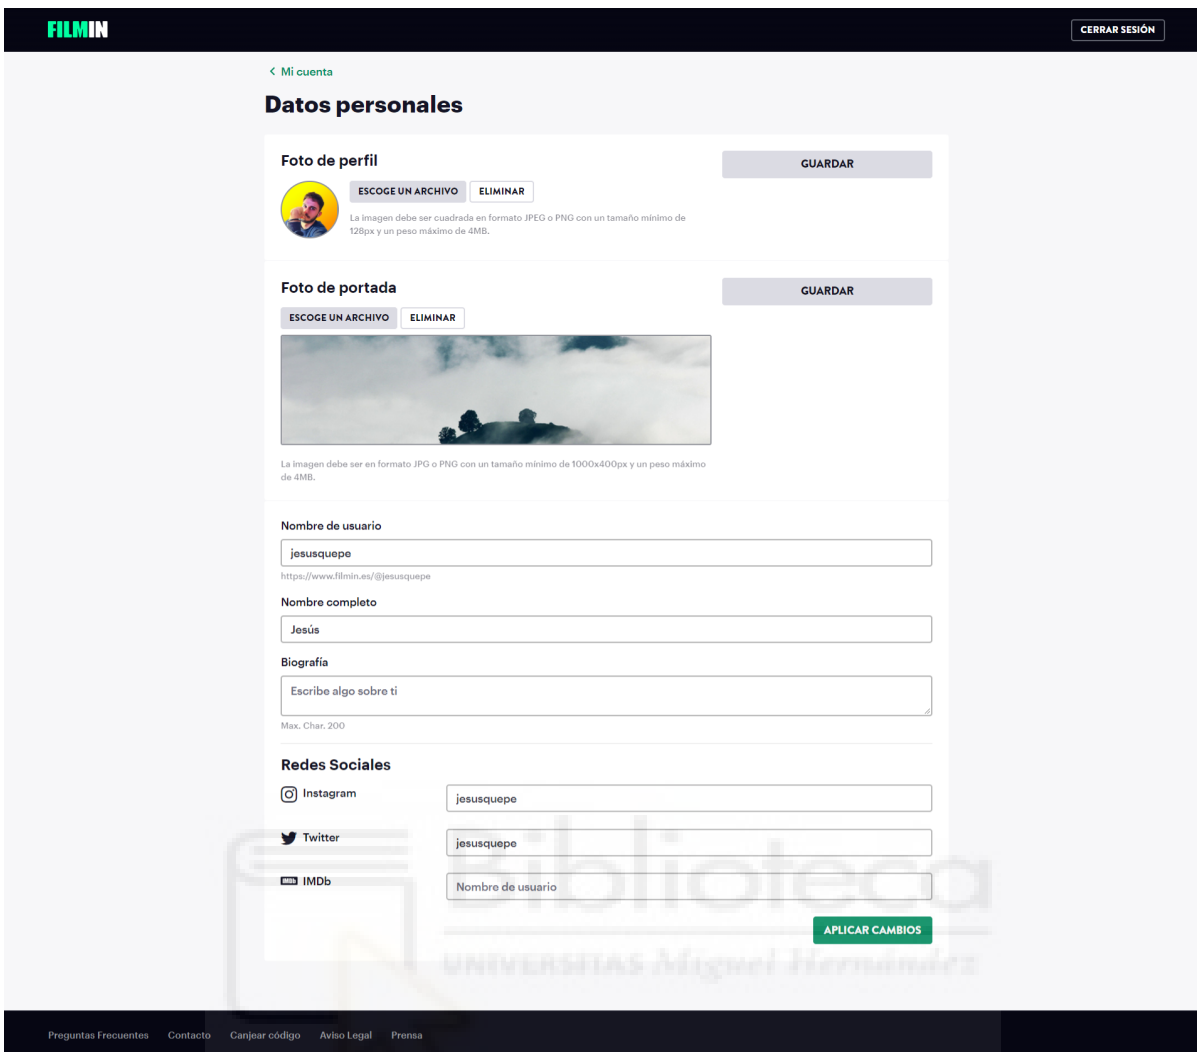 FILMIN
CERRAR SESIÓN
Mi cuenta
Datos personales
Foto de perfil
GUARDAR
ESCOGE UN ARCHIVO
ELIMINAR
La imagen debe ser cuadrada en formato JPEG o PNG con un tamaño mínimo de
128px y un peso máximo de 4MB.
Foto de portada
GUARDAR
ESCOGE UN ARCHIVO
ELIMINAR
La imagen debe ser en formato JPG o PNG con un tamaño mínimo de 1000x400px y un peso máximo
de 4MB.
Nombre de usuario
jesusquepe
https://www.filmin.es/@jesusquepe
Nombre completo
Jesús
Biografía
Escribe algo sobre ti
Max. Char. 200
Redes Sociales
Instagram
jesusquepe
Twitter
jesusquepe
IMDb IMDb
Nombre de usuario
APLICAR CAMBIOS
Biblioteca
UNIVERSITAS Miguel Hernández
Preguntas Frecuentes
Contacto
Canjear código
Aviso Legal
Prensa